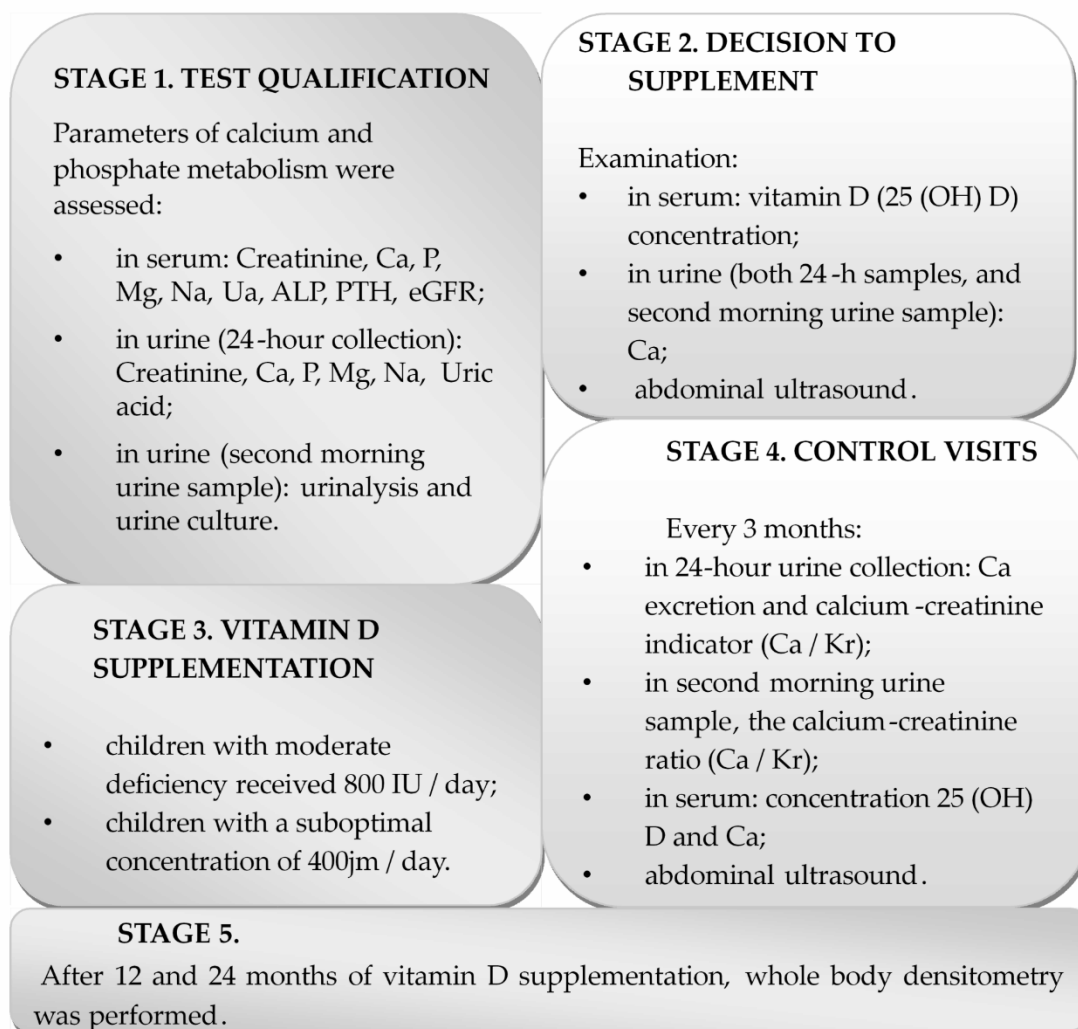 STAGE 1. TEST QUALIFICATION
Parameters of calcium and
phosphate metabolism were
assessed:
• in serum: Creatinine, Ca, P,
Mg, Na, Ua, ALP, PTH, eGFR;
• in urine (24-hour collection):
Creatinine, Ca, P, Mg, Na, Uric
acid;
• in urine (second morning
urine sample): urinalysis and
urine culture.
STAGE 2. DECISION TO
SUPPLEMENT
Examination:
• in serum: vitamin D (25 (OH) D)
concentration;
• in urine (both 24-h samples, and
second morning urine sample):
Ca;
• abdominal ultrasound.
STAGE 3. VITAMIN D
SUPPLEMENTATION
• children with moderate
deficiency received 800 IU / day;
• children with a suboptimal
concentration of 400jm / day.
STAGE 4. CONTROL VISITS
Every 3 months:
• in 24-hour urine collection: Ca
excretion and calcium-creatinine
indicator (Ca / Kr);
• in second morning urine
sample, the calcium-creatinine
ratio (Ca / Kr);
• in serum: concentration 25 (OH)
D and Ca;
• abdominal ultrasound.
STAGE 5.
After 12 and 24 months of vitamin D supplementation, whole body densitometry
was performed.